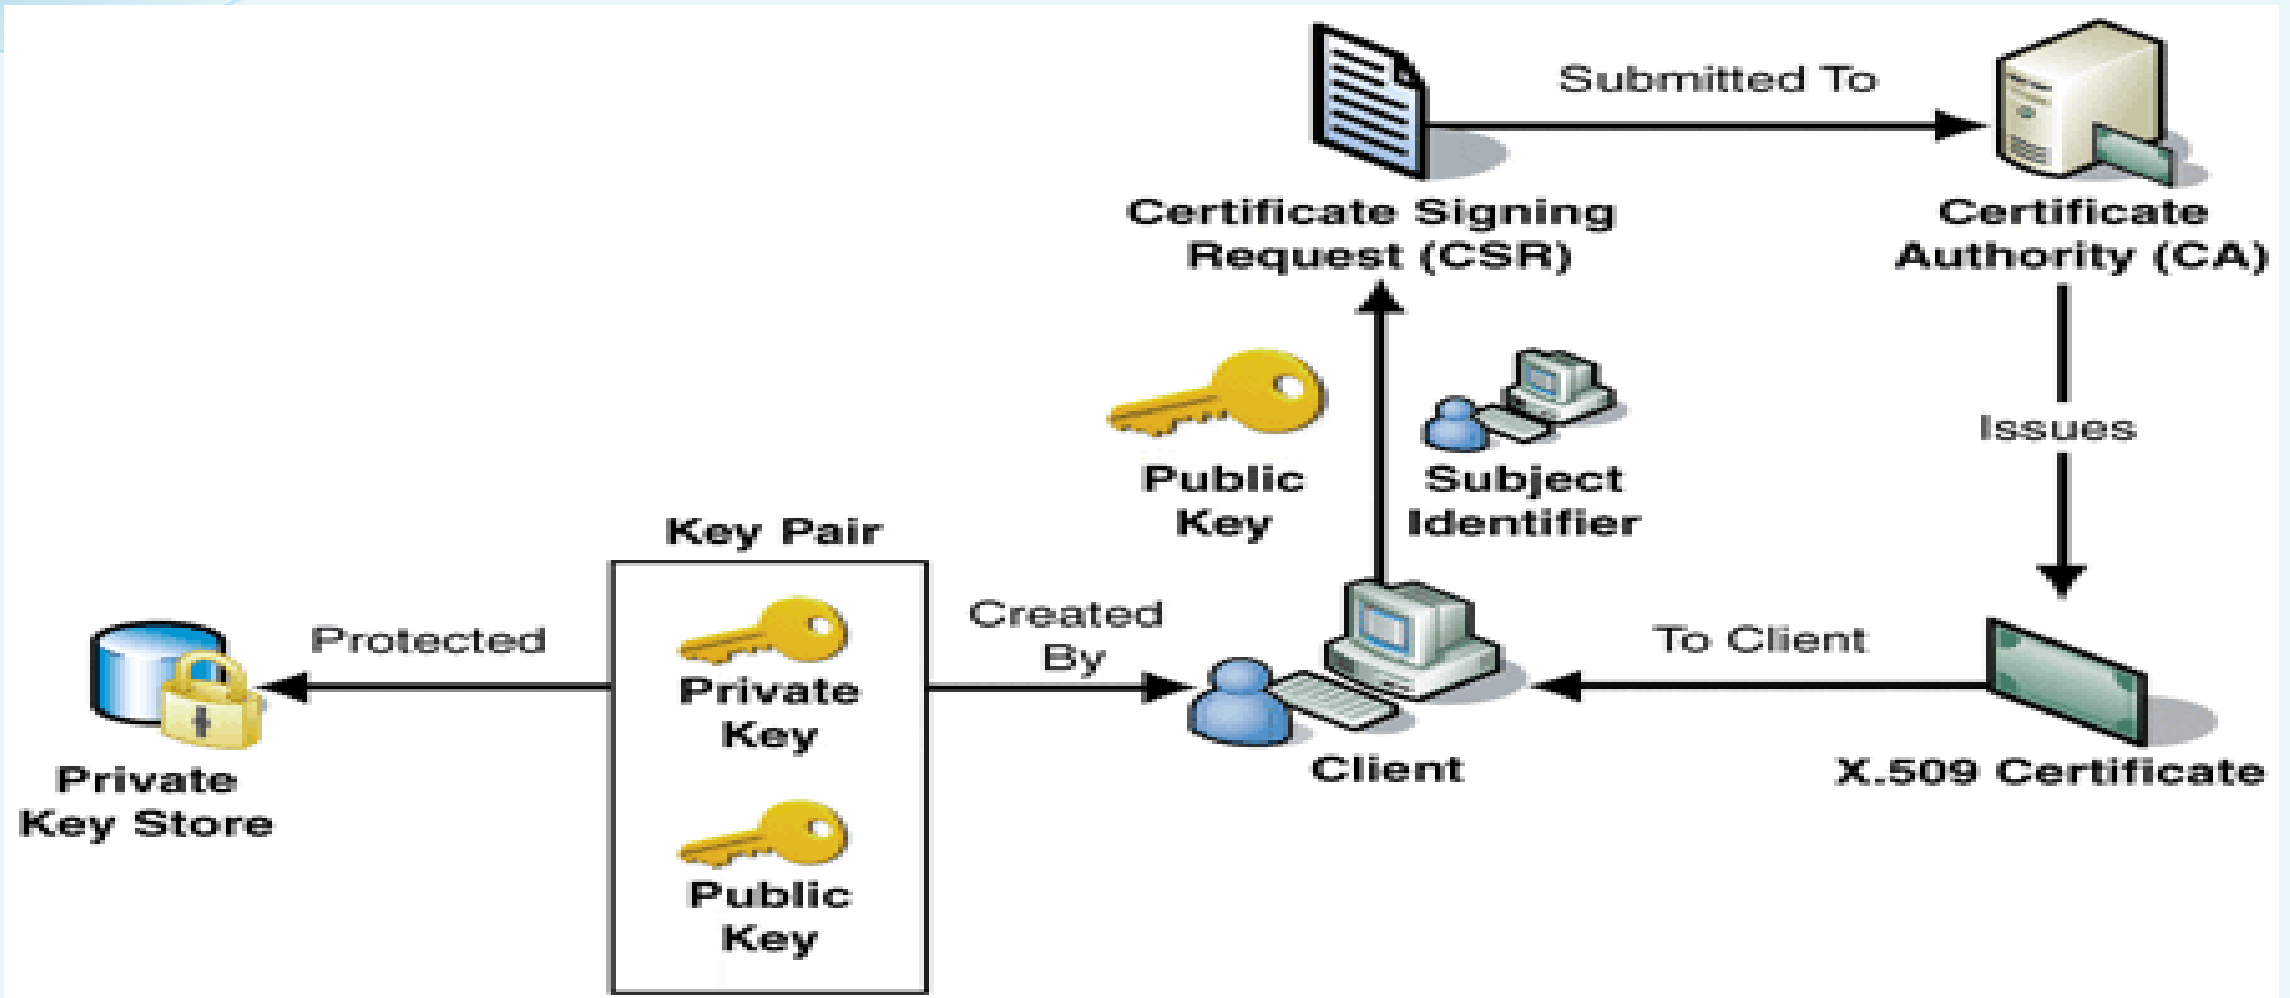 Submitted To
Certificate Signing
Request (CSR)
Certificate
Authority (CA)
Public
Key
Subject
Identifier
Issues
Key Pair
Protected
Private
Key
Created
By
To Client
Private
Key Store
Client
X.509 Certificate
Public
Key